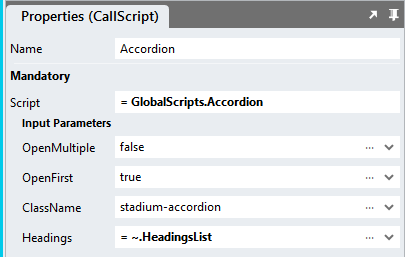 Properties (CallScript)
Name Accordion
Mandatory
Script = GlobalScripts.Accordion
Input Parameters
OpenMultiple false ...
OpenFirst true ...
ClassName stadium-accordion ...
Headings = ~.HeadingsList ...